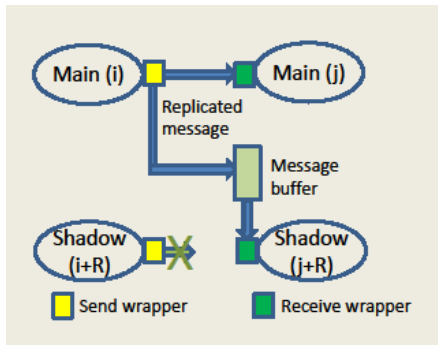 Main (i)
Main (j)
Replicated
message
Message
buffer
Shadow
(i+R)
Shadow
(j+R)
Send wrapper
Receive wrapper